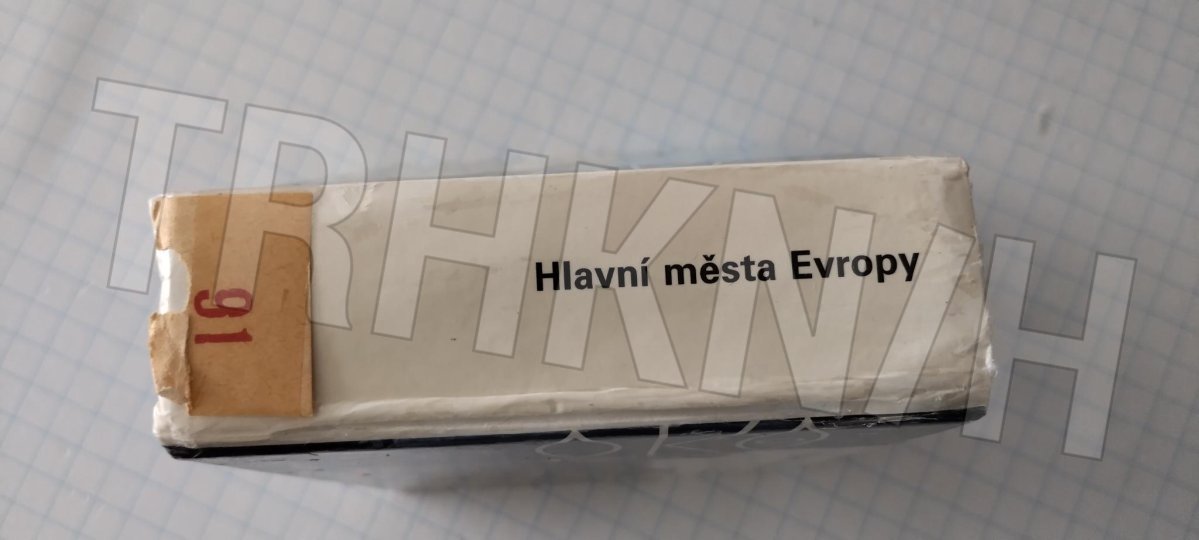 TRHKNIH
Hlavní města Evropy
91